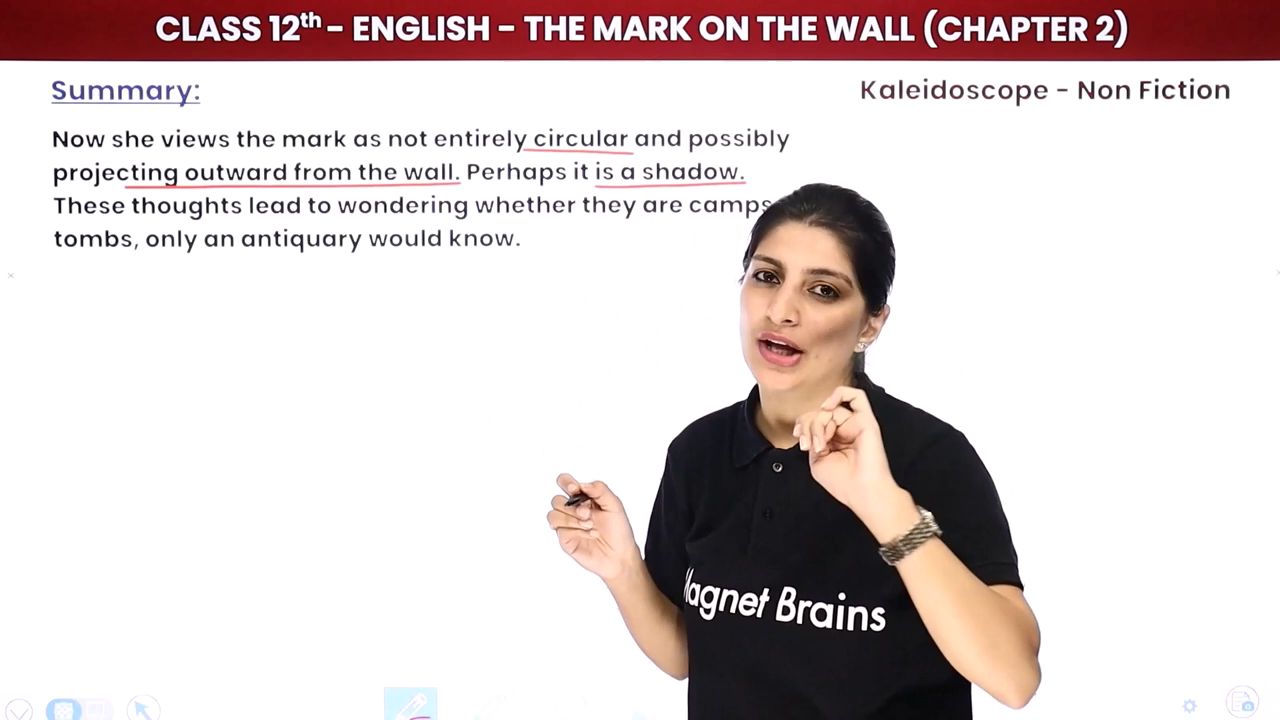 CLASS 12th - ENGLISH - THE MARK ON THE WALL (CHAPTER 2)
Summary:
Kaleidoscope - Non Fiction
Now she views the mark as not entirely circular and possibly
projecting outward from the wall. Perhaps it is a shadow.
These thoughts lead to wondering whether they are camps
tombs, only an antiquary would know.
agnet Brains